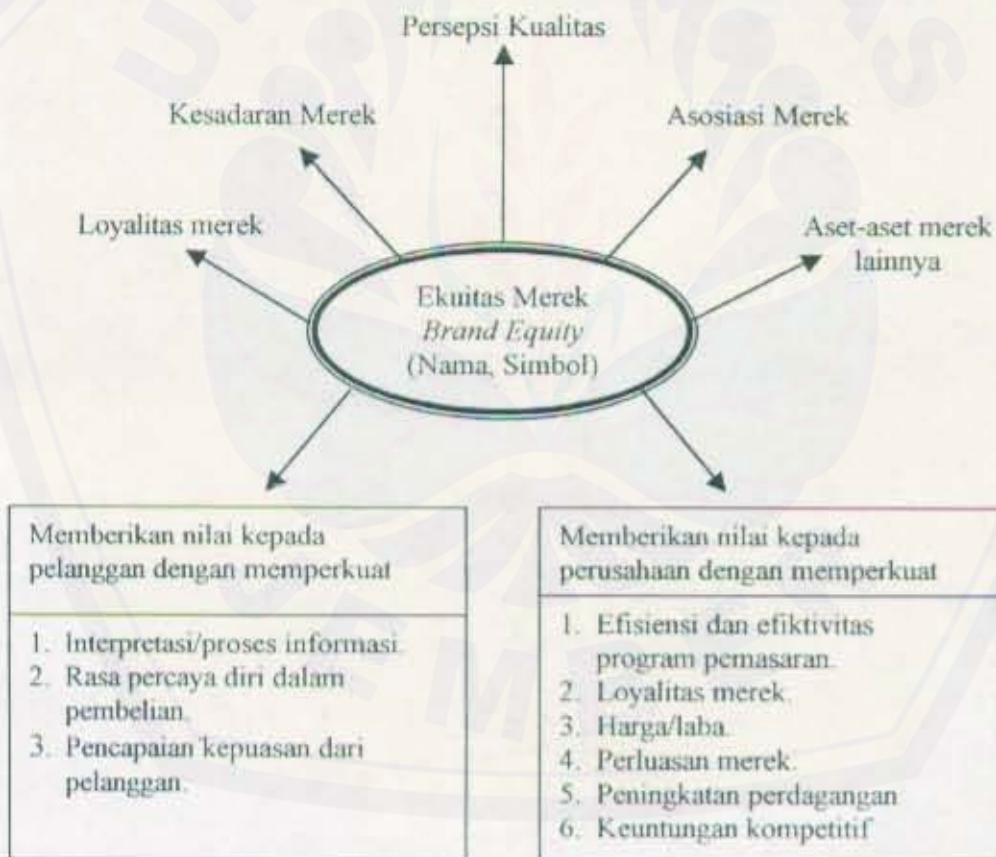 Persepsi Kualitas
Kesadaran Merek
Asosiasi Merek
Loyalitas merek
Aset-aset merek
lainnya
Ekuitas Merek
Brand Equity
(Nama, Simbol)
Memberikan nilai kepada
pelanggan dengan memperkuat
1. Interpretasi/proses informasi.
2. Rasa percaya diri dalam
pembelian.
3. Pencapaian kepuasan dari
pelanggan.
Memberikan nilai kepada
perusahaan dengan memperkuat
1. Efisiensi dan efiktivitas
program pemasaran.
2. Loyalitas merek.
3. Harga/laba.
4. Perluasan merek.
5. Peningkatan perdagangan
6. Keuntungan kompetitif